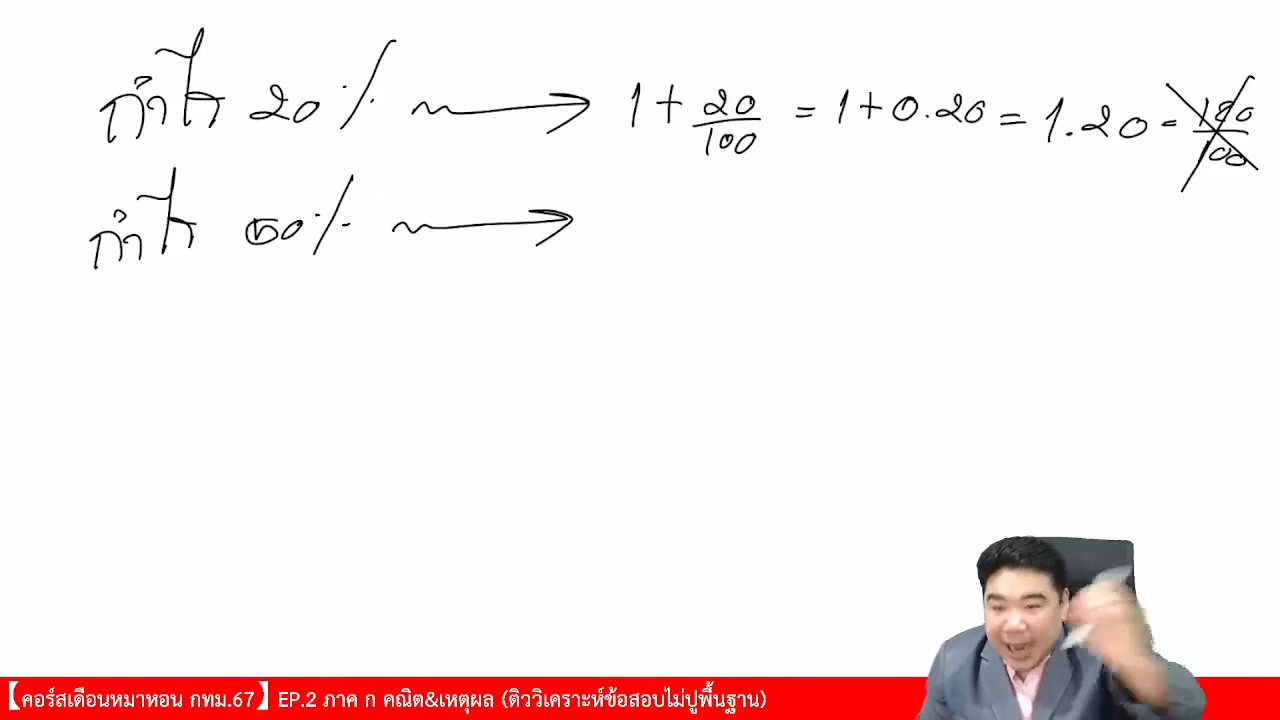 กำไร 20% → 1 + 20/100 = 1 + 0.20 = 1.20 = 120/100
กำไร 50% →
【คอร์สเดือนหมาหอน กทม.67】 EP.2 ภาค ก คณิต&เหตุผล (ติววิเคราะห์ข้อสอบไม่ปูพื้นฐาน)